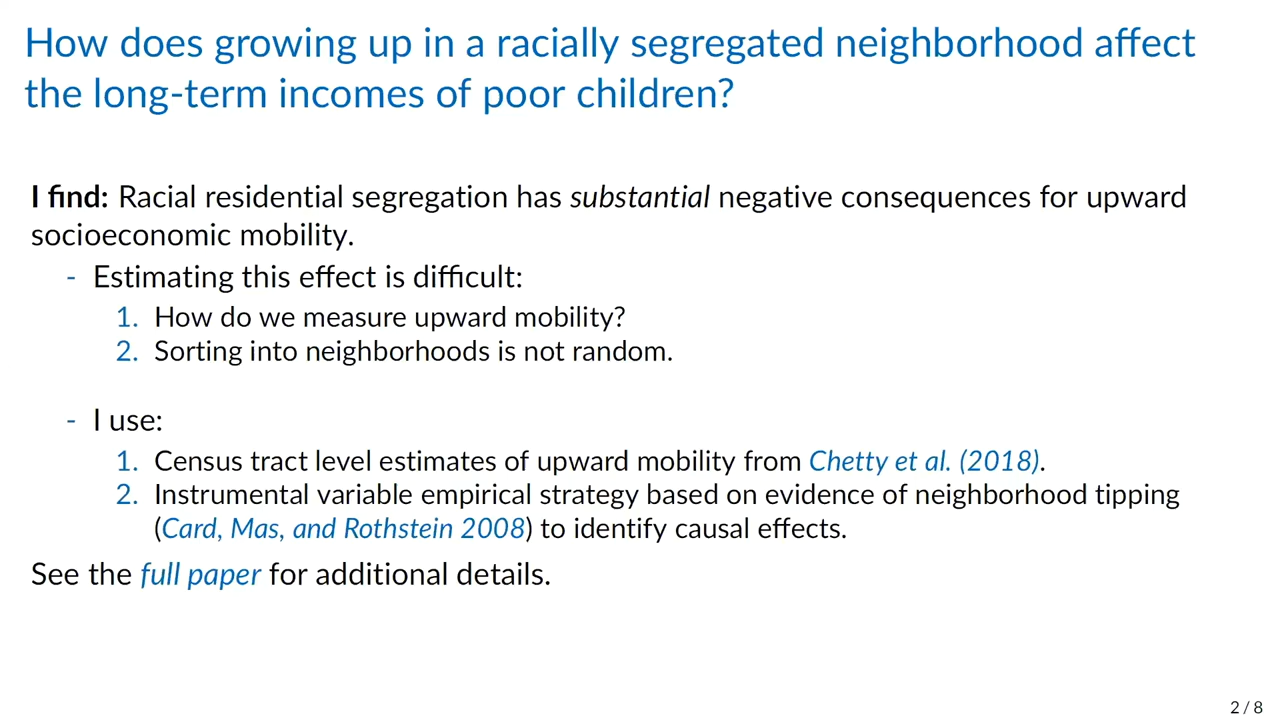 How does growing up in a racially segregated neighborhood affect
the long-term incomes of poor children?
I find: Racial residential segregation has substantial negative consequences for upward
socioeconomic mobility.
- Estimating this effect is difficult:
1. How do we measure upward mobility?
2. Sorting into neighborhoods is not random.
- I use:
1. Census tract level estimates of upward mobility from Chetty et al. (2018).
2. Instrumental variable empirical strategy based on evidence of neighborhood tipping
(Card, Mas, and Rothstein 2008) to identify causal effects.
See the full paper for additional details.
2 / 8